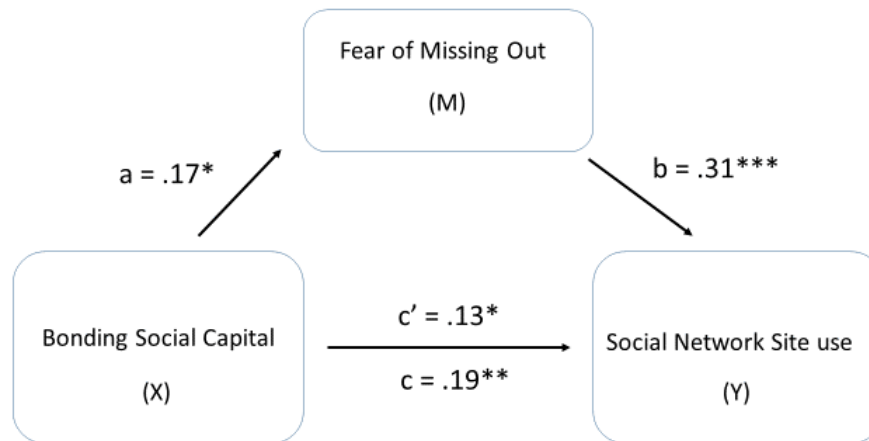 Fear of Missing Out
(M)
a = .17*
b = .31***
Bonding Social Capital
(X)
c’ = .13*
c = .19**
Social Network Site use
(Y)